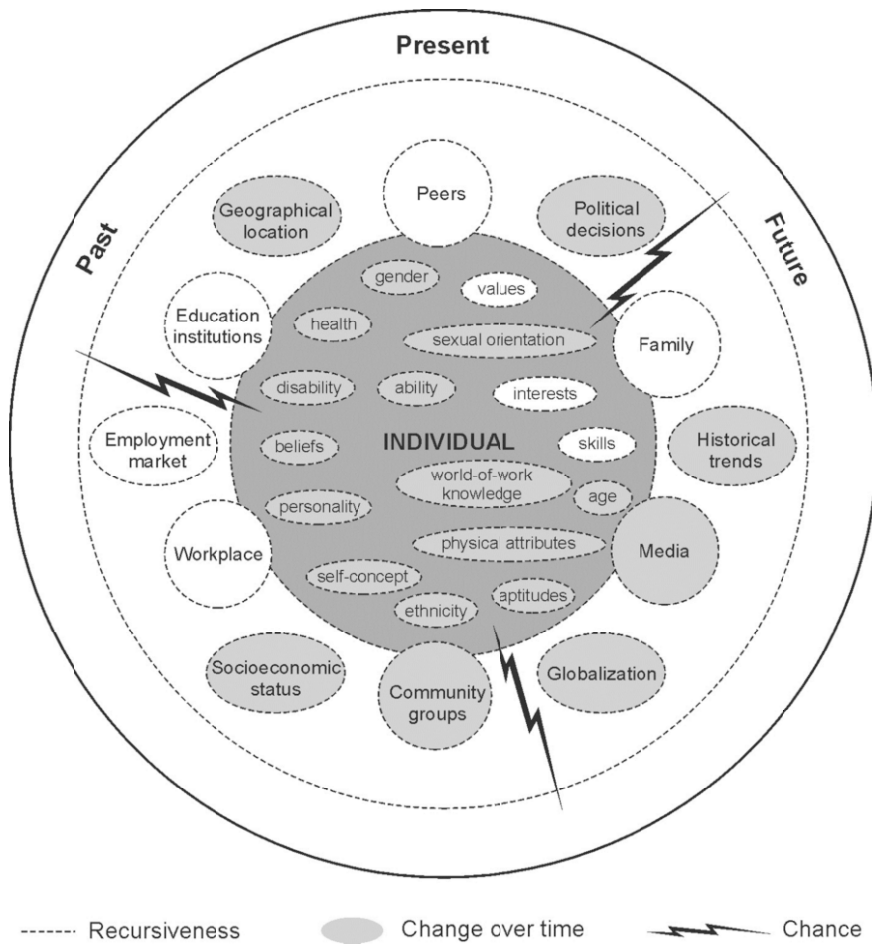 Present
Past
Future
Peers
Geographical
location
Political
decisions
gender
values
Education
institutions
health
sexual orientation
Family
disability
ability
interests
Employment
market
beliefs
INDIVIDUAL
skills
Historical
trends
world-of-work
knowledge
age
personality
Workplace
physica attributes
Media
self-concept
aptitudes
ethnicity
Socioeconomic
status
Community
groups
Globalization
Recursiveness
Change over time
Chance